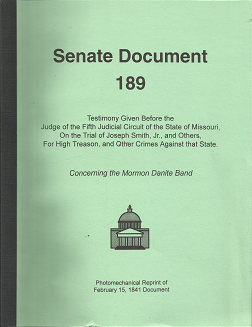 Senate Document
189
Testimony Given Before the
Judge of the Fifth Judicial Circuit of the State of Missouri,
On the Trial of Joseph Smith, Jr., and Others,
For High Treason, and Other Crimes Against that State.
Concerning the Mormon Danite Band
Photomechanical Reprint of
February 15, 1841 Document